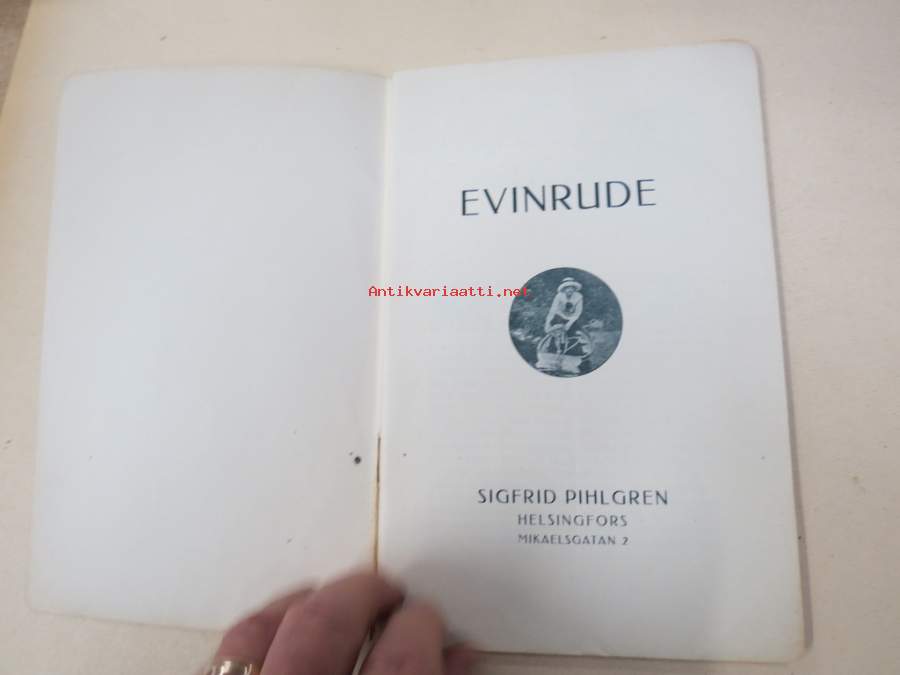 EVINRUDE
Antikvariaatti.net
SIGFRID PIHLGREN
HELSINGFORS
MIKAELSGATAN 2